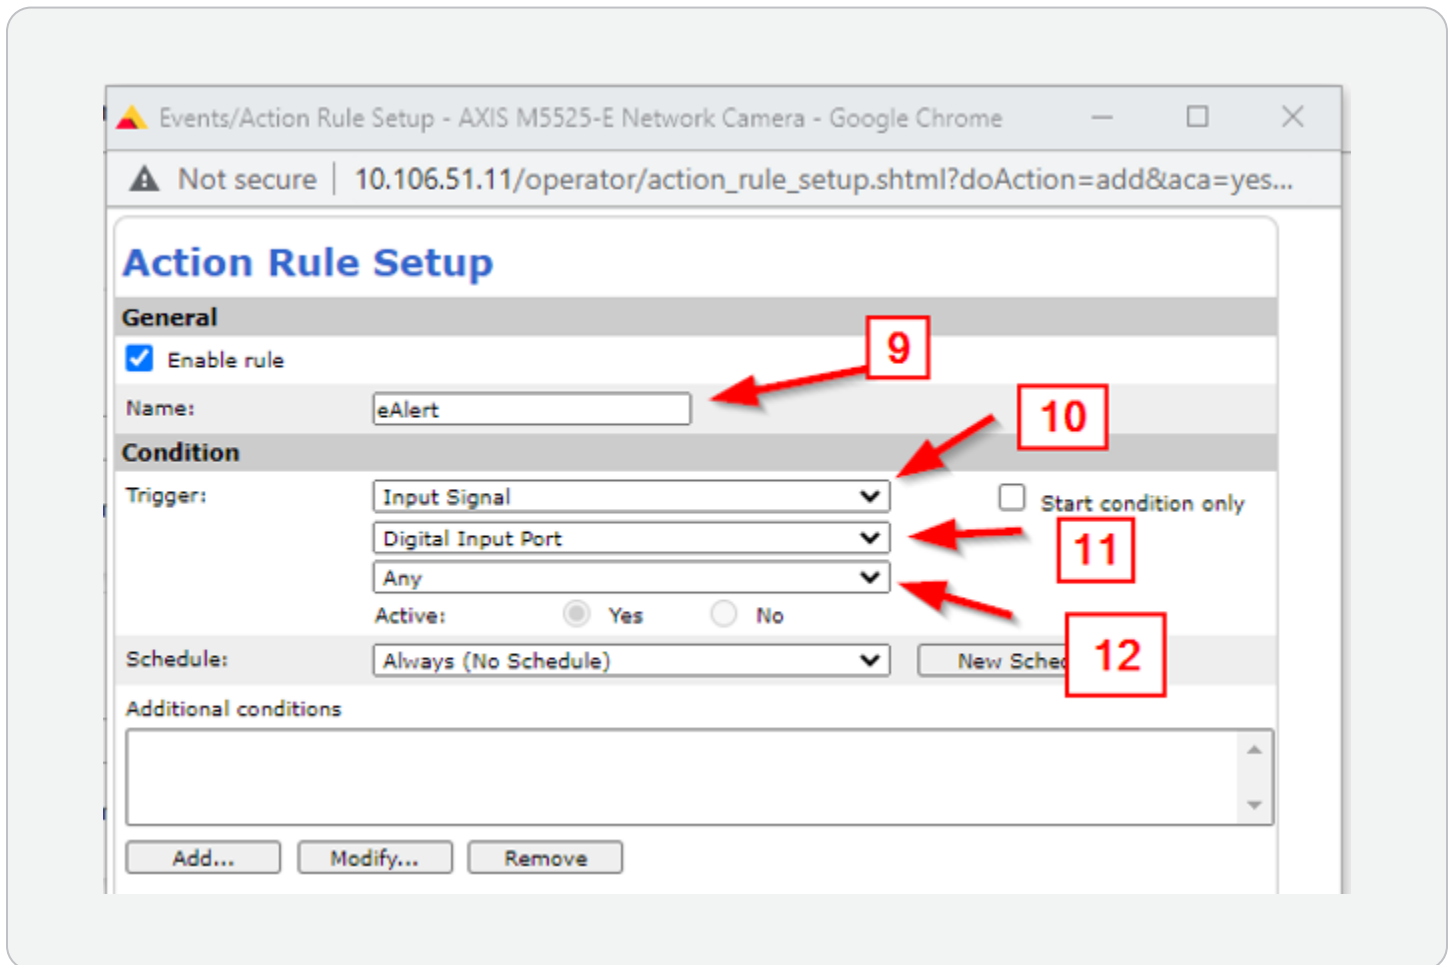 Events/Action Rule Setup - AXIS M5525-E Network Camera - Google Chrome
Not secure | 10.106.51.11/operator/action_rule_setup.shtml?doAction=add&aca=yes...
Action Rule Setup
General
Enable rule
9
Name: eAlert
10
Condition
Trigger: Input Signal Start condition only
Digital Input Port 11
Any
Active: Yes No
Schedule: Always (No Schedule) New Sched
12
Additional conditions
Add... Modify... Remove